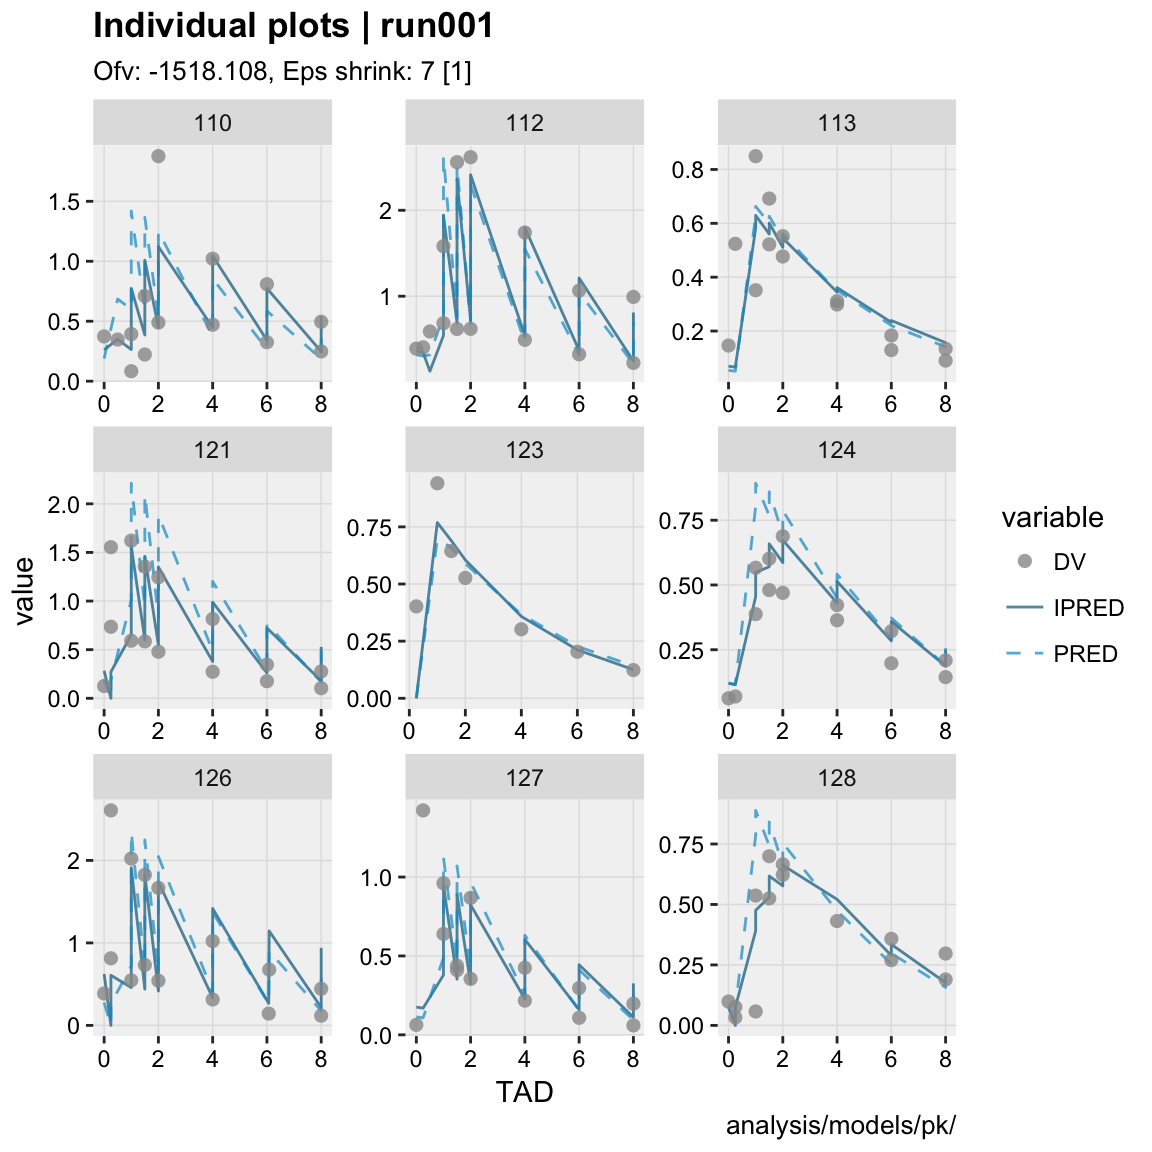 Individual plots | run001
Ofv: -1518.108, Eps shrink: 7 [1]
110 112 113
1.5
1.0
0.5
0.0
0 2 4 6 8
2
1
0 2 4 6 8
0.8
0.6
0.4
0.2
0 2 4 6 8
121 123 124
2.0
1.5
1.0
0.5
0.0
0 2 4 6 8
0.75
0.50
0.25
0.00
0 2 4 6 8
0.75
0.50
0.25
0 2 4 6 8
126 127 128
2
1
0
0 2 4 6 8
1.0
0.5
0.0
0 2 4 6 8
0.75
0.50
0.25
0.00
0 2 4 6 8
value
TAD
variable
DV
IPRED
PRED
analysis/models/pk/